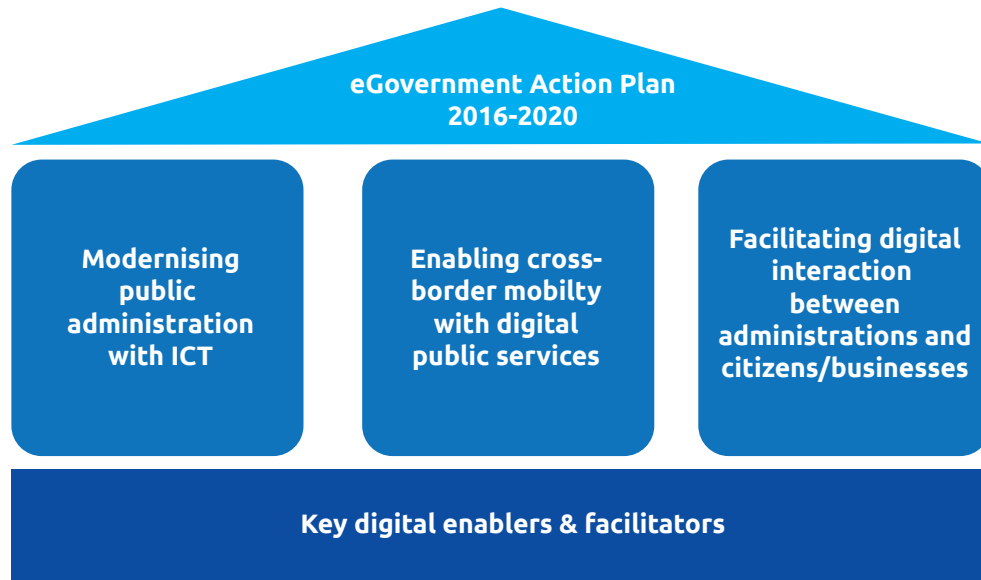 eGovernment Action Plan
2016-2020
Modernising
public
administration
with ICT
Enabling cross-
border mobilty
with digital
public services
Facilitating digital
interaction
between
administrations and
citizens/businesses
Key digital enablers & facilitators